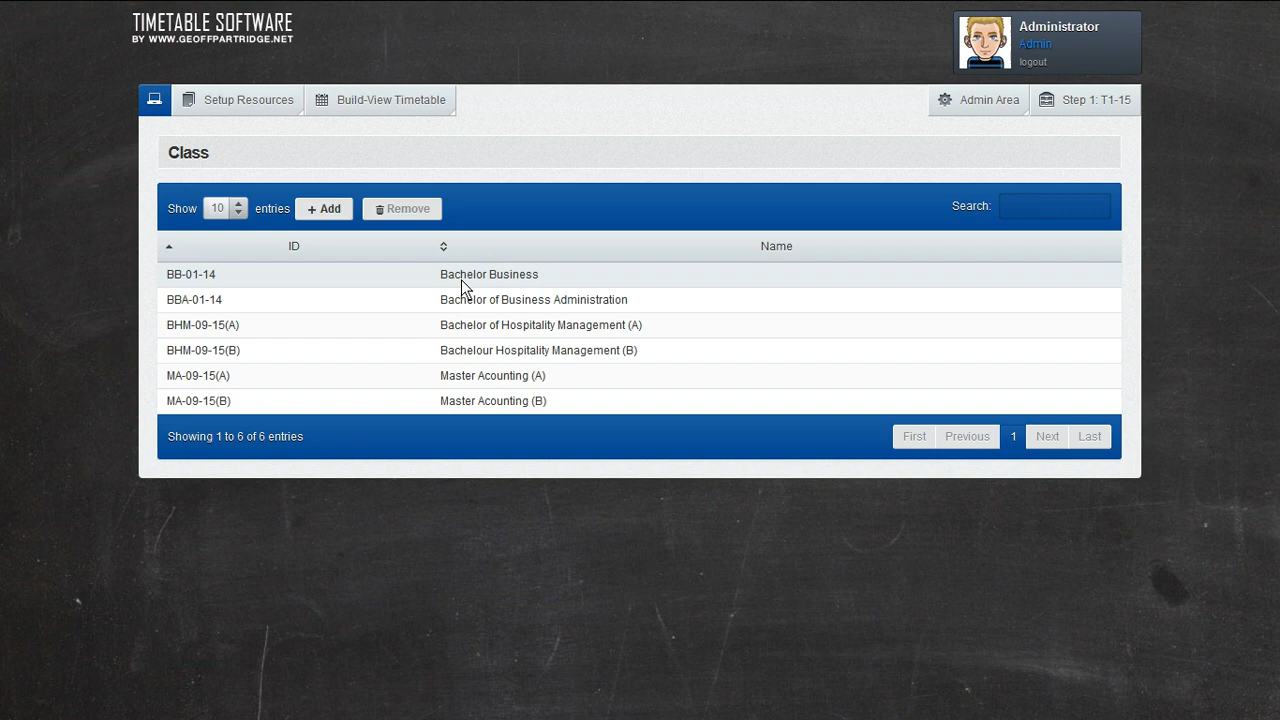 TIMETABLE SOFTWARE
BY WWW.GEOFFPARTRIDGE.NET
Administrator
Admin
logout
Setup Resources
Build-View Timetable
Admin Area
Step 1: T1-15
Class
Show 10 entries + Add Remove
Search:
ID Name
BB-01-14 Bachelor Business
BBA-01-14 Bachelor of Business Administration
BHM-09-15(A) Bachelor of Hospitality Management (A)
BHM-09-15(B) Bachelour Hospitality Management (B)
MA-09-15(A) Master Acounting (A)
MA-09-15(B) Master Acounting (B)
Showing 1 to 6 of 6 entries
First Previous 1 Next Last